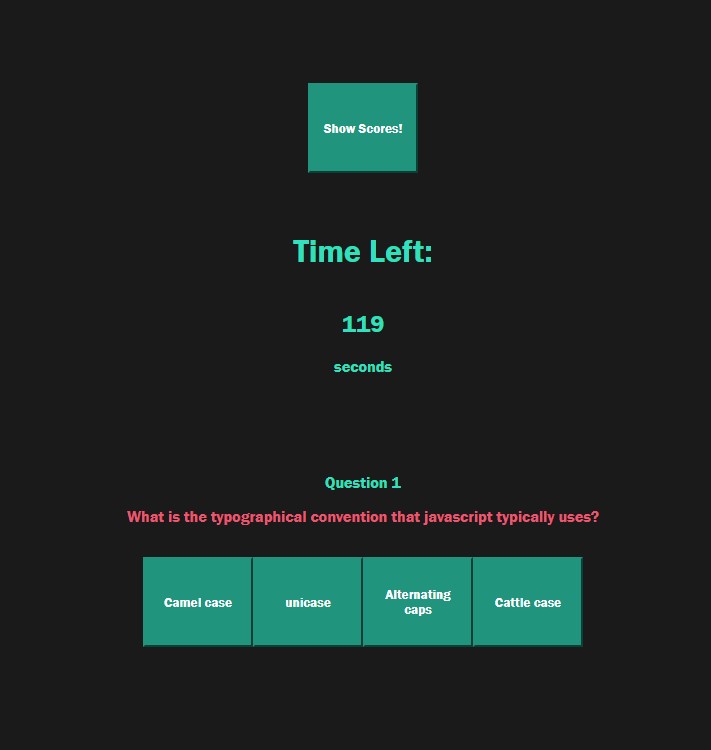 Show Scores!
Time Left:
119
seconds
Question 1
What is the typographical convention that javascript typically uses?
Camel case
unicase
Alternating
caps
Cattle case